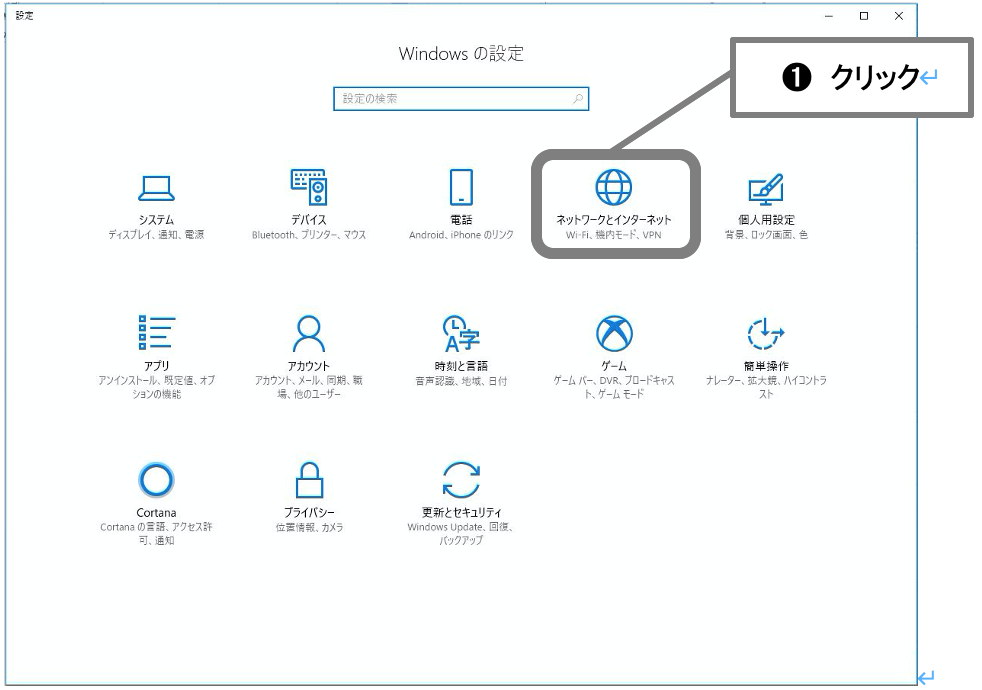 設定
Windows の設定
❶ クリック↵
設定の検索
システム
ディスプレイ、通知、電源
デバイス
Bluetooth、プリンター、マウス
電話
Android、iPhone のリンク
ネットワークとインターネット
Wi-Fi、機内モード、VPN
個人用設定
背景、ロック画面、色
アプリ
アンインストール、既定値、オプ
ションの機能
アカウント
アカウント、メール、同期、職
場、他のユーザー
時刻と言語
音声認識、地域、日付
ゲーム
ゲーム バー、DVR、ブロードキャス
ト、ゲーム モード
簡単操作
ナレーター、拡大鏡、ハイコントラ
スト
Cortana
Cortana の言語、アクセス許
可、通知
プライバシー
位置情報、カメラ
更新とセキュリティ
Windows Update、回復、
バックアップ
↵